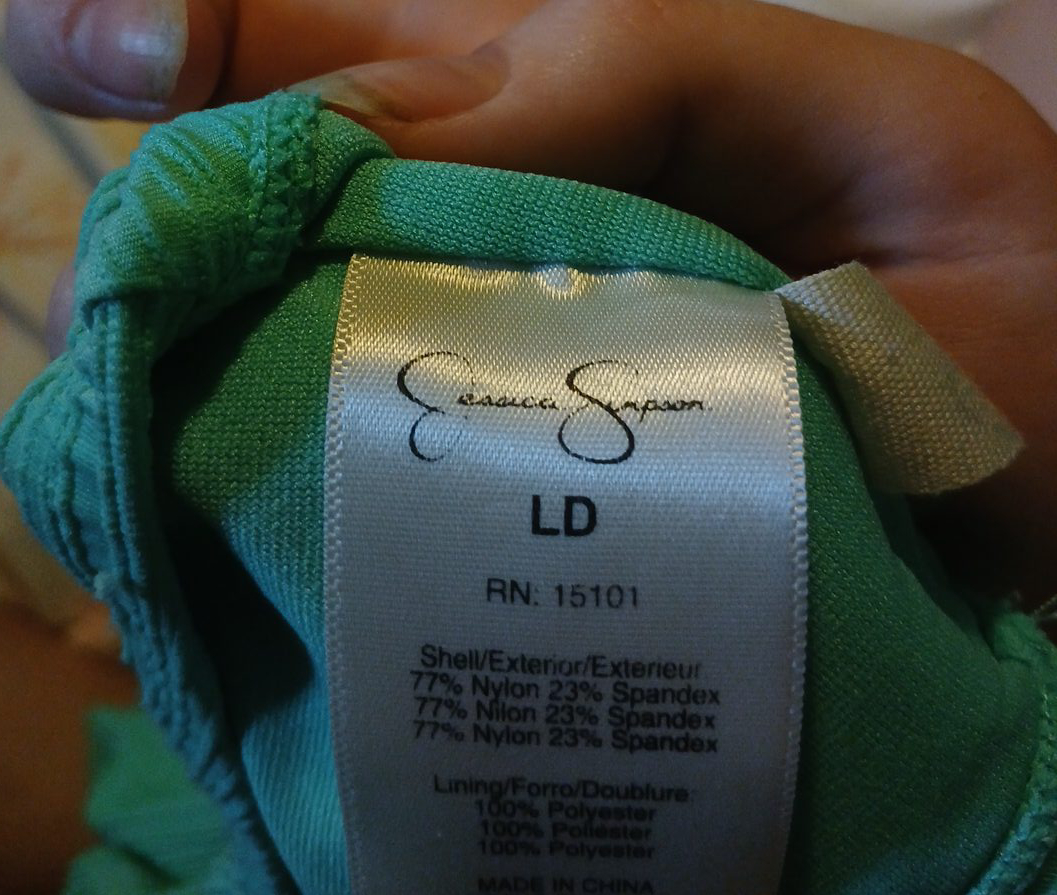 Jessica Simpson
LD
RN: 15101
Shell/Exterior/Exterieur
77% Nylon 23% Spandex
77% Nilon 23% Spandex
77% Nylon 23% Spandex
Lining/Forro/Doublure:
100% Polyester
100% Poliéster
100% Polyester
MADE IN CHINA